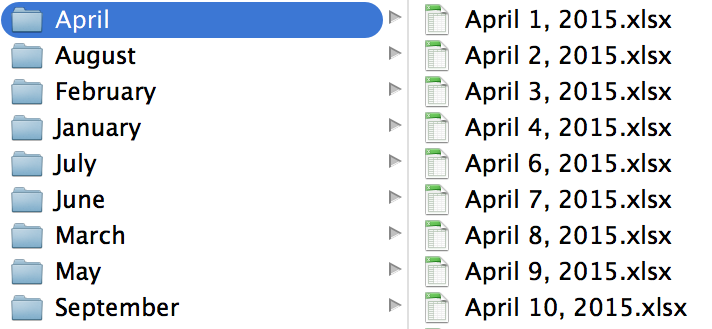 April
August
February
January
July
June
March
May
September
April 1, 2015.xlsx
April 2, 2015.xlsx
April 3, 2015.xlsx
April 4, 2015.xlsx
April 6, 2015.xlsx
April 7, 2015.xlsx
April 8, 2015.xlsx
April 9, 2015.xlsx
April 10, 2015.xlsx